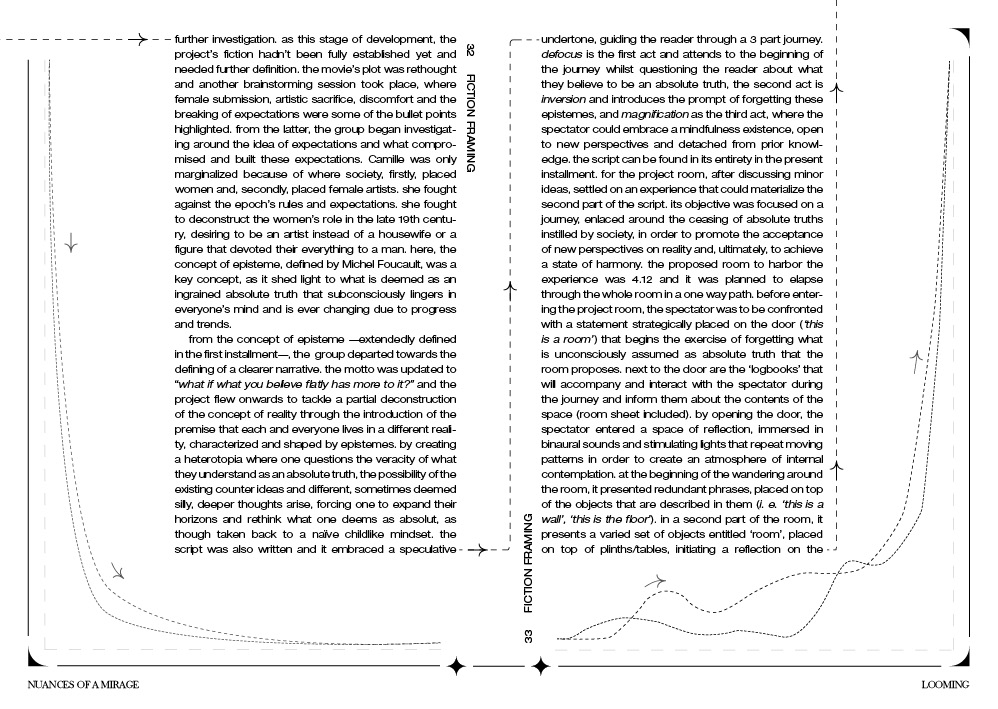 further investigation. as this stage of development, the
project's fiction hadn't been fully established yet and
needed further definition. the movie's plot was rethought
and another brainstorming session took place, where
female submission, artistic sacrifice, discomfort and the
breaking of expectations were some of the bullet points
highlighted. from the latter, the group began investigat-
ing around the idea of expectations and what compro-
mised and built these expectations. Camille was only
marginalized because of where society, firstly, placed
women and, secondly, placed female artists. she fought
against the epoch's rules and expectations. she fought
to deconstruct the women's role in the late 19th centu-
ry, desiring to be an artist instead of a housewife or a
figure that devoted their everything to a man. here, the
concept of episteme, defined by Michel Foucault, was a
key concept, as it shed light to what is deemed as an
ingrained absolute truth that subconsciously lingers in
everyone's mind and is ever changing due to progress
and trends.
from the concept of episteme —extendedly defined
in the first installment—, the group departed towards the
defining of a clearer narrative. the motto was updated to
"what if what you believe flatly has more to it?" and the
project flew onwards to tackle a partial deconstruction
of the concept of reality through the introduction of the
premise that each and everyone lives in a different reali-
ty, characterized and shaped by epistemes. by creating
a heterotopia where one questions the veracity of what
they understand as an absolute truth, the possibility of the
existing counter ideas and different, sometimes deemed
silly, deeper thoughts arise, forcing one to expand their
horizons and rethink what one deems as absolut, as
though taken back to a naïve childlike mindset. the
script was also written and it embraced a speculative
32 FICTION FRAMING
undertone, guiding the reader through a 3 part journey.
defocus is the first act and attends to the beginning of
the journey whilst questioning the reader about what
they believe to be an absolute truth, the second act is
inversion and introduces the prompt of forgetting these
epistemes, and magnification as the third act, where the
spectator could embrace a mindfulness existence, open
to new perspectives and detached from prior knowl-
edge. the script can be found in its entirety in the present
installment. for the project room, after discussing minor
ideas, settled on an experience that could materialize the
second part of the script. its objective was focused on a
journey, enlaced around the ceasing of absolute truths
instilled by society, in order to promote the acceptance
of new perspectives on reality and, ultimately, to achieve
a state of harmony. the proposed room to harbor the
experience was 4.12 and it was planned to elapse
through the whole room in a one way path. before enter-
ing the project room, the spectator was to be confronted
with a statement strategically placed on the door ('this
is a room') that begins the exercise of forgetting what
is unconsciously assumed as absolute truth that the
room proposes. next to the door are the 'logbooks' that
will accompany and interact with the spectator during
the journey and inform them about the contents of the
space (room sheet included). by opening the door, the
spectator entered a space of reflection, immersed in
binaural sounds and stimulating lights that repeat moving
patterns in order to create an atmosphere of internal
contemplation. at the beginning of the wandering around
the room, it presented redundant phrases, placed on top
of the objects that are described in them (i. e. 'this is a
wall', 'this is the floor'). in a second part of the room, it
presents a varied set of objects entitled 'room', placed
on top of plinths/tables, initiating a reflection on the
33 FICTION FRAMING
NUANCES OF A MIRAGE
LOOMING